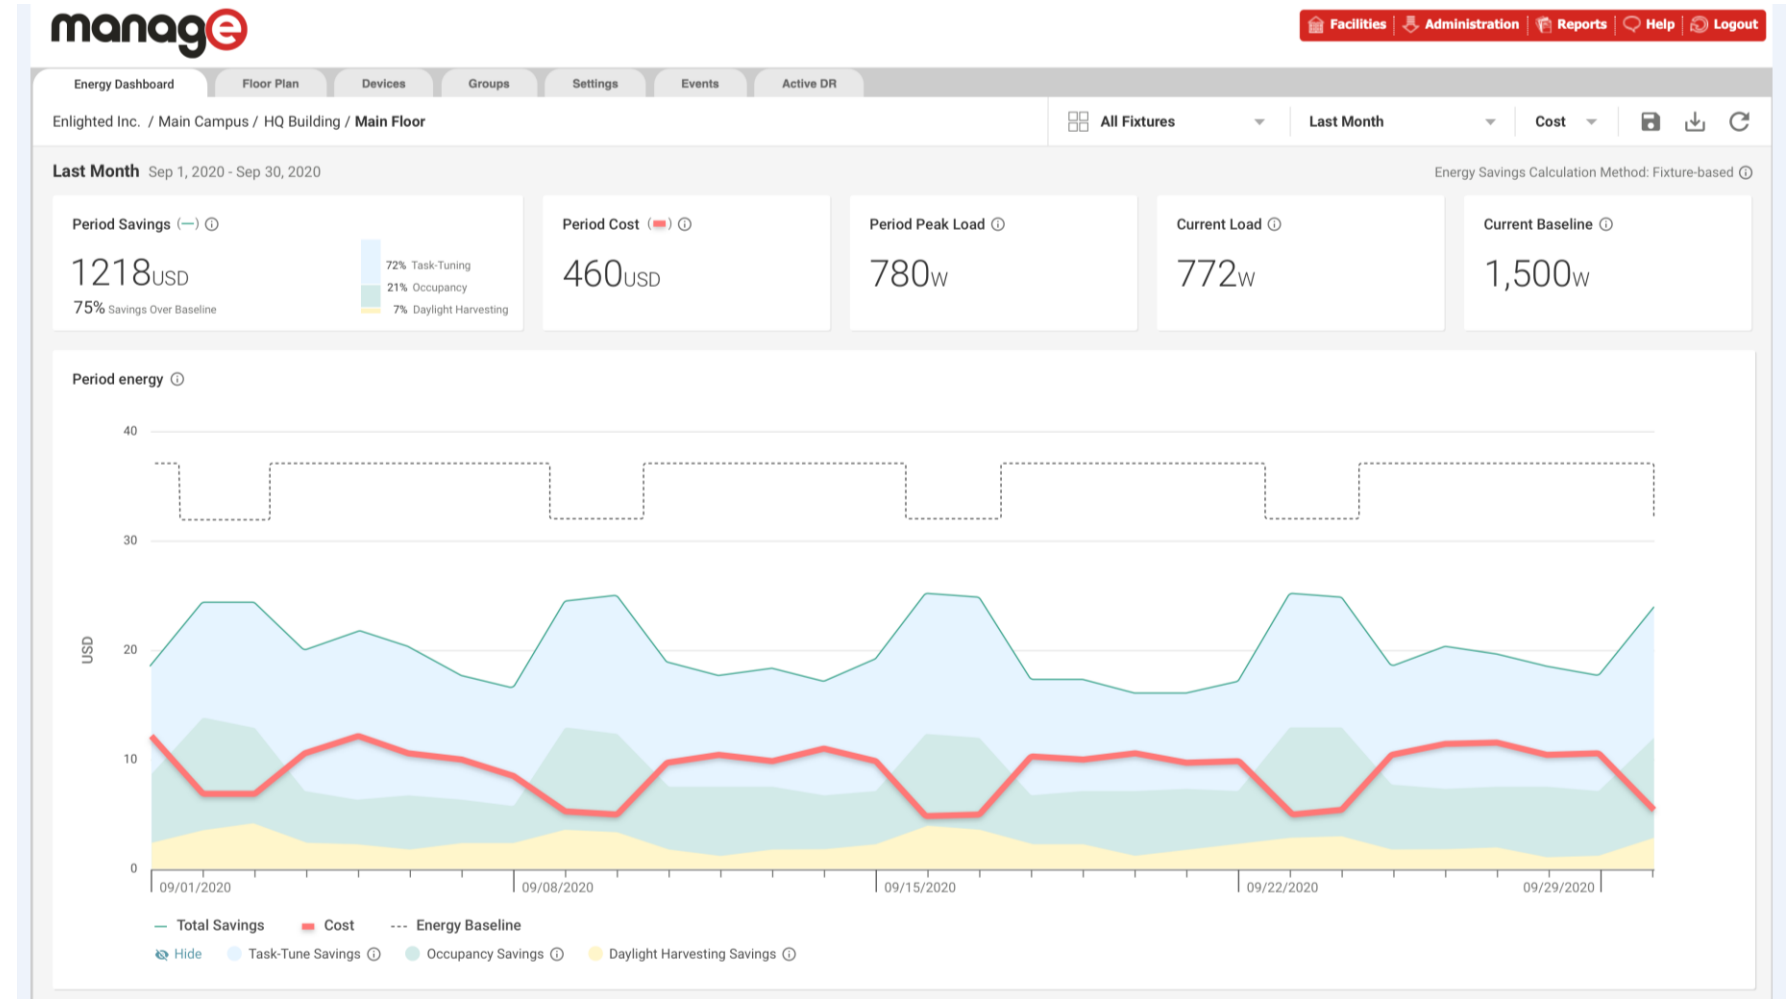 manage
Facilities Administration Reports Help Logout
Energy Dashboard Floor Plan Devices Groups Settings Events Active DR
Enlighted Inc. / Main Campus / HQ Building / Main Floor All Fixtures Last Month Cost
Last Month Sep 1, 2020 - Sep 30, 2020 Energy Savings Calculation Method: Fixture-based
Period Savings (—)
1218USD
75% Savings Over Baseline
72% Task-Tuning
21% Occupancy
7% Daylight Harvesting
Period Cost ( )
460USD
Period Peak Load
780W
Current Load
772W
Current Baseline
1,500W
Period energy
40
30
USD
20
10
0
09/01/2020 09/08/2020 09/15/2020 09/22/2020 09/29/2020
Total Savings Cost Energy Baseline
Hide Task-Tune Savings Occupancy Savings Daylight Harvesting Savings